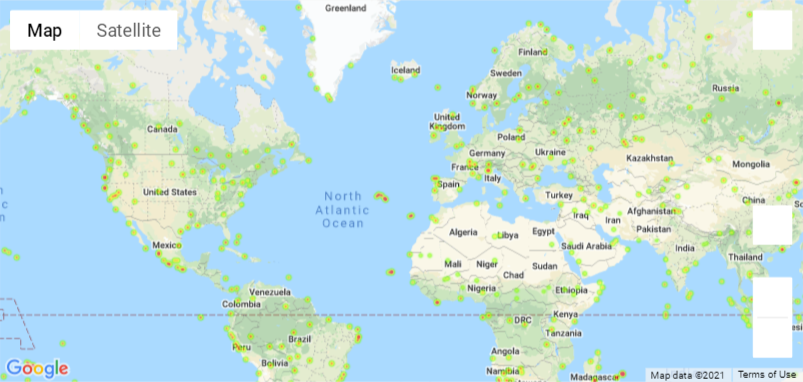 Map Satellite
Greenland
Iceland
Finland
Sweden
Norway
Russia
Canada
United
Kingdom
Poland
Germany
Ukraine
France
Kazakhstan
Mongolia
Italy
Spain
United States
North
Atlantic
Ocean
Turkey
China
Iraq
Iran
Afghanistan
Pakistan
Algeria
Libya
Egypt
Saudi Arabia
India
Mexico
Thailand
Mali
Niger
Chad
Sudan
Nigeria
Ethiopia
Venezuela
Colombia
DRC
Kenya
Tanzania
Peru
Brazil
Bolivia
Angola
Namibia
Madagascar
Google
Map data ©2021 Terms of Use